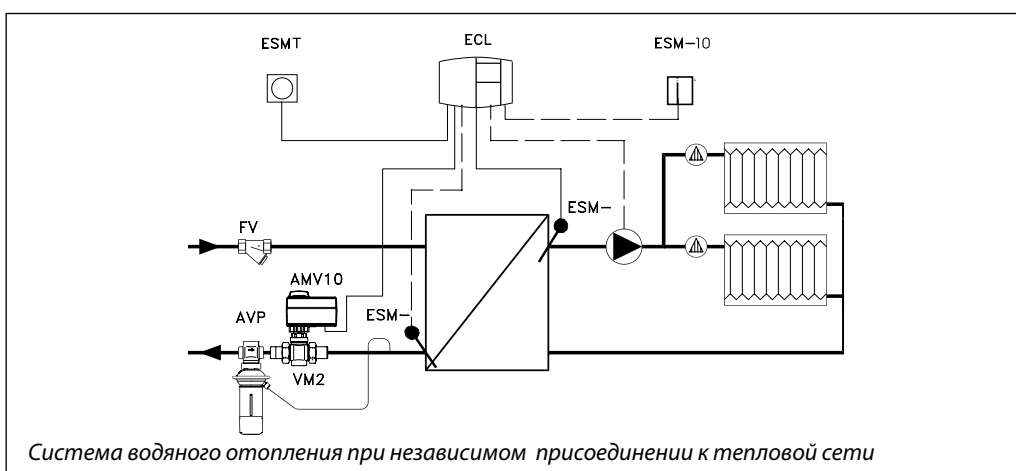 ESMT
ECL
ESM-10
ESM-
FV
AMV10
AVP
ESM-
VM2
Система водяного отопления при независимом присоединении к тепловой сети